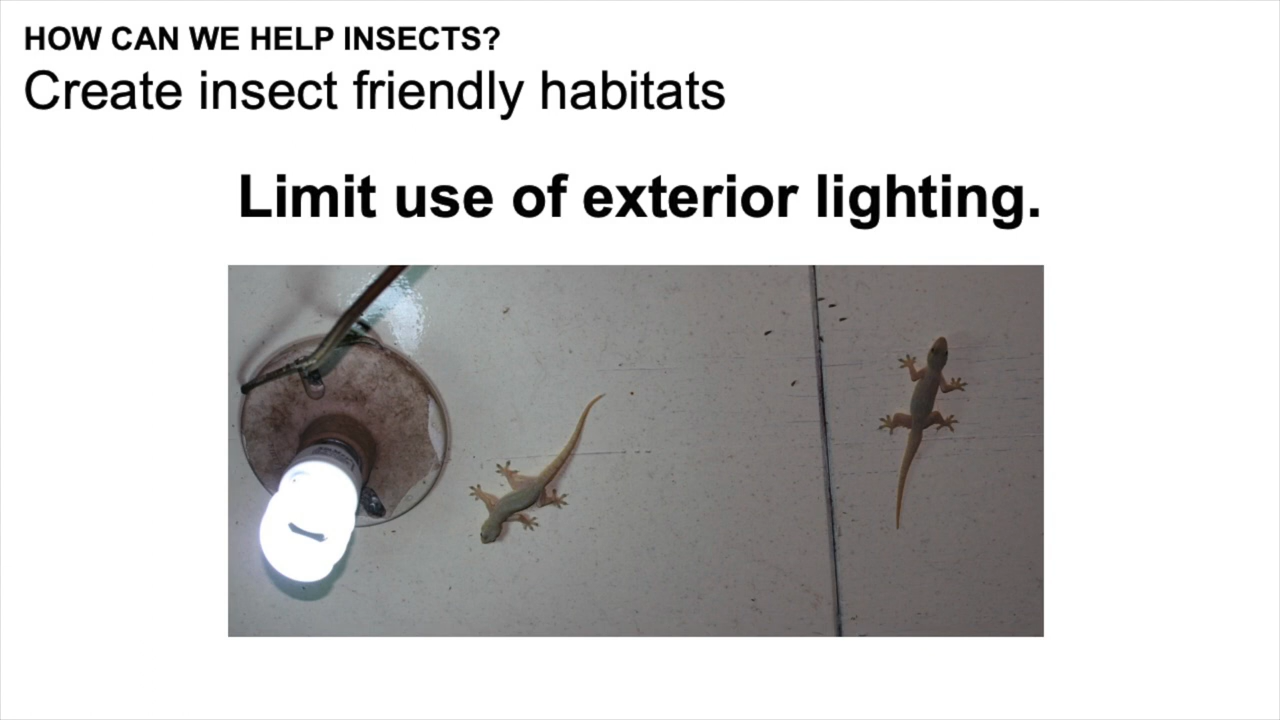 HOW CAN WE HELP INSECTS?
Create insect friendly habitats
Limit use of exterior lighting.